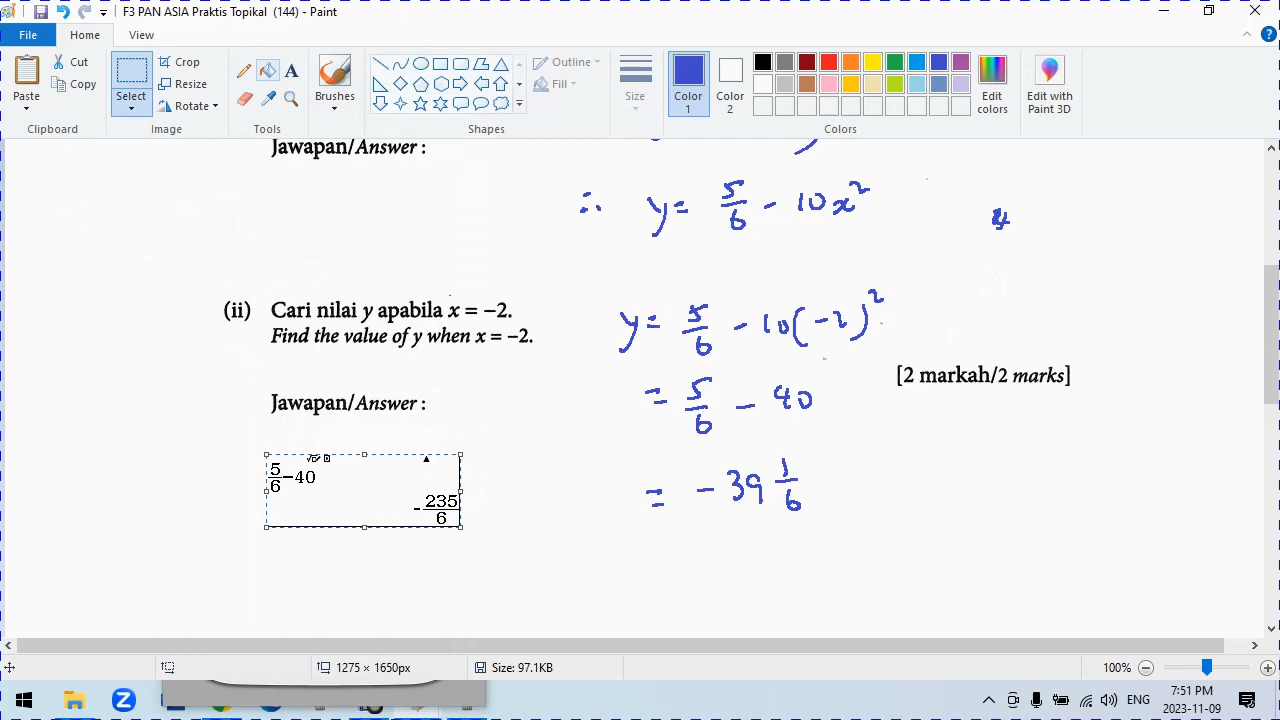 F3 PAN ASIA Praktis Topikal (144) - Paint
File Home View
Paste Cut Copy Select Crop Resize Rotate Brushes Outline Fill Size Color 1 Color 2 Edit colors Edit with Paint 3D
Clipboard Image Tools Shapes Colors
Jawapan/Answer :
∴ y = 5/6 - 10x²
(ii) Cari nilai y apabila x = −2.
Find the value of y when x = −2.
y = 5/6 - 10(-2)²
[2 markah/2 marks]
= 5/6 - 40
Jawapan/Answer :
5/6−40
-235/6
= - 39 1/6
1275 × 1650px
Size: 97.1KB
100%
ENG
7:51 PM
2023-11-09